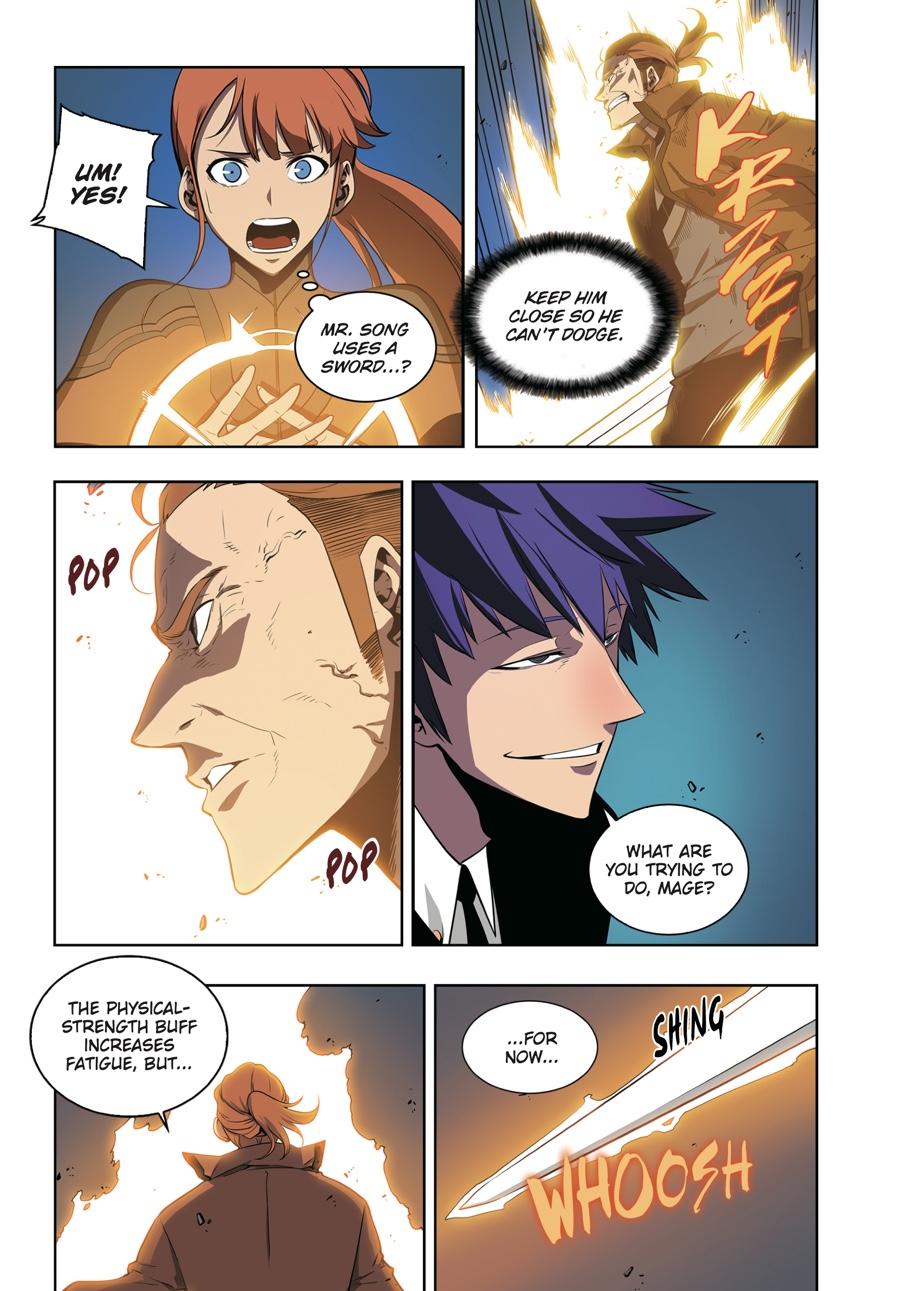 UM!
YES!
MR. SONG
USES A
SWORD...?
KRZZZT
KEEP HIM
CLOSE SO HE
CAN'T DODGE.
POP
POP
WHAT ARE
YOU TRYING TO
DO, MAGE?
THE PHYSICAL-
STRENGTH BUFF
INCREASES
FATIGUE, BUT...
...FOR
NOW...
SHING
WHOOSH